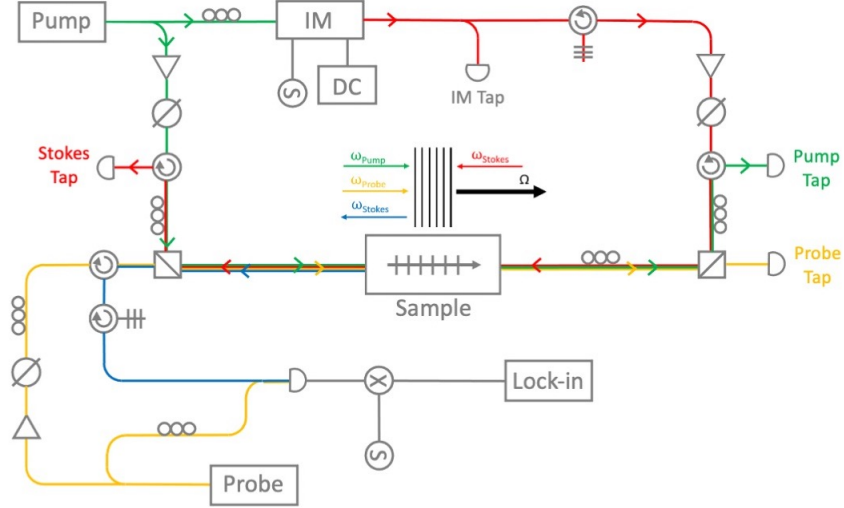 Pump
IM
S
DC
IM Tap
Stokes
Tap
ωPump
ωStokes
Pump
Tap
ωProbe
Ω
ωStokes
Probe
Tap
Sample
Lock-in
X
S
Probe